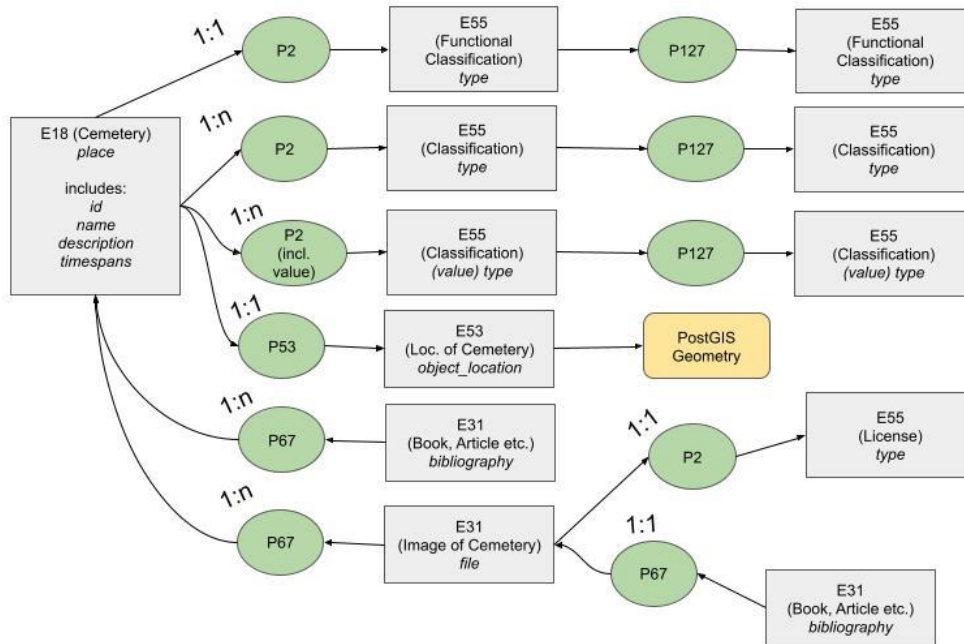 1:1
P2
E55
(Functional
Classification)
type
P127
E55
(Functional
Classification)
type
E18 (Cemetery)
place
includes:
id
name
description
timespans
1:n
P2
E55
(Classification)
type
P127
E55
(Classification)
type
1:n
P2
(incl.
value)
E55
(Classification)
(value) type
P127
E55
(Classification)
(value) type
1:1
P53
E53
(Loc. of Cemetery)
object_location
PostGIS
Geometry
1:n
P67
E31
(Book, Article etc.)
bibliography
1:1
P2
E55
(License)
type
1:n
P67
E31
(Image of Cemetery)
file
1:1
P67
E31
(Book, Article etc.)
bibliography